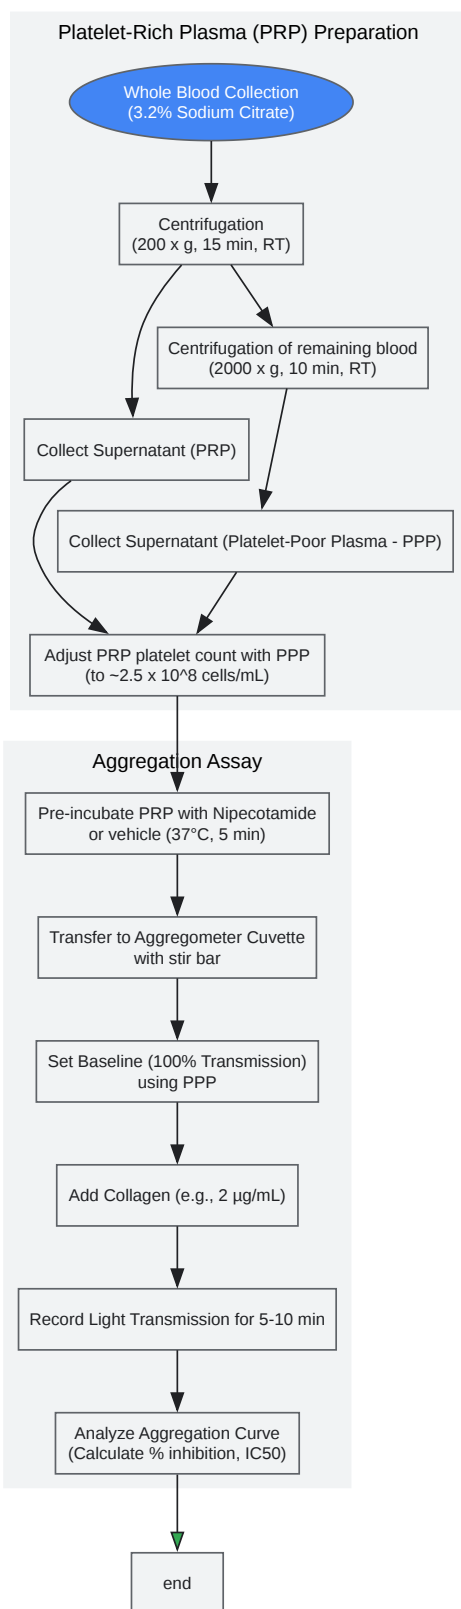 Platelet-Rich Plasma (PRP) Preparation
Whole Blood Collection
(3.2% Sodium Citrate)
Centrifugation
(200 x g, 15 min, RT)
Centrifugation of remaining blood
(2000 x g, 10 min, RT)
Collect Supernatant (PRP)
Collect Supernatant (Platelet-Poor Plasma - PPP)
Adjust PRP platelet count with PPP
(to ~2.5 x 10^8 cells/mL)
Aggregation Assay
Pre-incubate PRP with Nipecotamide
or vehicle (37°C, 5 min)
Transfer to Aggregometer Cuvette
with stir bar
Set Baseline (100% Transmission)
using PPP
Add Collagen (e.g., 2 µg/mL)
Record Light Transmission for 5-10 min
Analyze Aggregation Curve
(Calculate % inhibition, IC50)
end